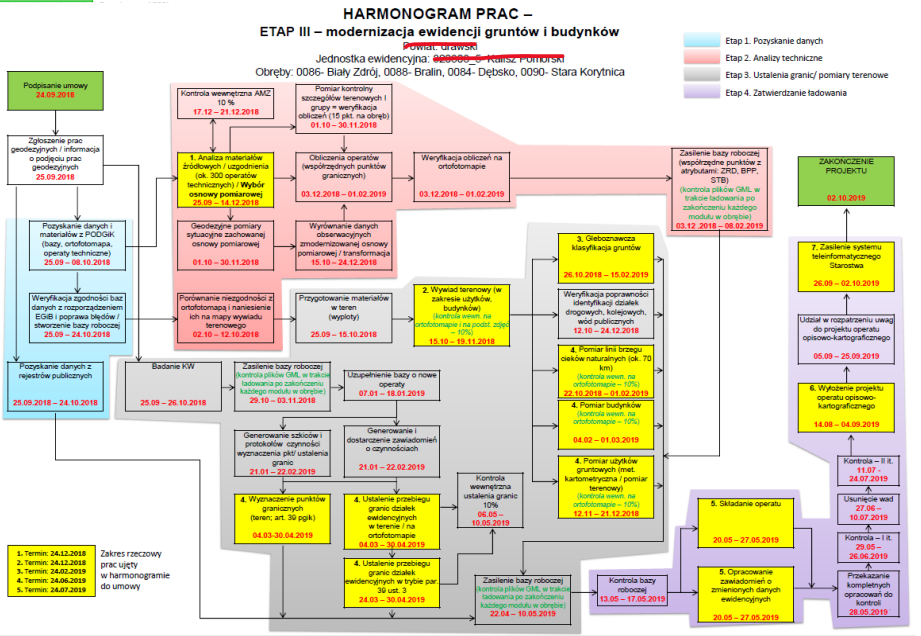 HARMONOGRAM PRAC –
ETAP III – modernizacja ewidencji gruntów i budynków
Powiat: drawski
Jednostka ewidencyjna: Kalisz Pomorski
Obręby: 0086- Biały Zdrój, 0088- Bralin, 0084- Dębsko, 0090- Stara Korytnica
Etap 1. Pozyskanie danych
Etap 2. Analizy techniczne
Etap 3. Ustalenia granic/ pomiary terenowe
Etap 4. Zatwierdzanie ładowania
Podpisanie umowy
24.09.2018
Zgłoszenie prac
geodezyjnych / informacja
o podjęciu prac
geodezyjnych
25.09.2018
Pozyskanie danych i
materiałów z PODGiK
(bazy, ortofotomapa,
operaty techniczne)
25.09 – 08.10.2018
Weryfikacja zgodności baz
danych z rozporządzeniem
EGiB i poprawa błędów /
stworzenie bazy roboczej
25.09 – 24.10.2018
Pozyskanie danych z
rejestrów publicznych
25.09.2018 – 24.10.2018
Kontrola wewnętrzna AMZ
10 %
17.12 – 21.12.2018
Pomiar kontrolny
szczegółów terenowych I
grupy = weryfikacja
obliczeń (15 pkt. na obręb)
01.10 – 30.11.2018
1. Analiza materiałów
źródłowych / uzgodnienia
(ok. 300 operatów
technicznych) / Wybór
osnowy pomiarowej
25.09 – 14.12.2018
Obliczenia operatów
(współrzędnych punktów
granicznych)
03.12.2018 – 01.02.2019
Weryfikacja obliczeń na
ortofotomapie
03.12.2018 – 01.02.2019
Zasilenie bazy roboczej
(współrzędne punktów z
atrybutami: ZRD, BPP,
STB)
(kontrola plików GML w
trakcie ładowania po
zakończeniu każdego
modułu w obrębie)
03.12 .2018 – 08.02.2019
Geodezyjne pomiary
sytuacyjne zachowanej
osnowy pomiarowej
01.10 – 30.11.2018
Wyrównanie danych
obserwacyjnych
zmodernizowanej osnowy
pomiarowej / transformacja
15.10 – 24.12.2018
Porównanie niezgodności z
ortofotomapą i naniesienie
ich na mapy wywiadu
terenowego
02.10 – 12.10.2018
Przygotowanie materiałów
w teren
(wyploty)
25.09 – 15.10.2018
2. Wywiad terenowy (w
zakresie użytków,
budynków)
(kontrola wewn. na
ortofotomapie i na podst. zdjęć
– 10%)
15.10 – 19.11.2018
3. Gleboznawcza
klasyfikacja gruntów
26.10.2018 – 15.02.2019
Weryfikacja poprawności
identyfikacji działek
drogowych, kolejowych,
wód publicznych
12.10 – 24.12.2018
4. Pomiar linii brzegu
cieków naturalnych (ok. 70
km)
(kontrola wewn. na
ortofotomapie – 10%)
22.10.2018 – 01.02.2019
4. Pomiar budynków
(kontrola wewn. na
ortofotomapie – 10%)
04.02 – 01.03.2019
4. Pomiar użytków
gruntowych (met.
kartometryczna / pomiar
terenowy)
(kontrola wewn. na
ortofotomapie – 10%)
12.11 – 21.12.2018
Badanie KW
25.09 – 26.10.2018
Zasilenie bazy roboczej
(kontrola plików GML w trakcie
ładowania po zakończeniu
każdego modułu w obrębie)
29.10 – 03.11.2018
Uzupełnienie bazy o nowe
operaty
07.01 – 18.01.2019
Generowanie szkiców i
protokołów czynności
wyznaczenia pkt/ ustalenia
granic
21.01 – 22.02.2019
Generowanie i
dostarczenie zawiadomień
o czynnościach
21.01 – 22.02.2019
4. Wyznaczenie punktów
granicznych
(teren; art. 39 pgik)
04.03-30.04.2019
4. Ustalenie przebiegu
granic działek
ewidencyjnych
w terenie / na
ortofotomapie
04.03 – 30.04.2019
4. Ustalenie przebiegu
granic działek
ewidencyjnych w trybie par.
39 ust. 3
24.03 – 30.04.2019
Kontrola
wewnętrzna
ustalenia granic
10%
06.05 –
10.05.2019
Zasilenie bazy roboczej
(kontrola plików GML w trakcie
ładowania po zakończeniu
każdego modułu w obrębie)
22.04 – 10.05.2019
Kontrola bazy
roboczej
13.05 – 17.05.2019
5. Składanie operatu
20.05 – 27.05.2019
5. Opracowanie
zawiadomień o
zmienionych danych
ewidencyjnych
20.05 – 27.05.2019
Przekazanie
kompletnych
opracowań do
kontroli
28.05.2019
Kontrola – I it.
29.05 -
26.06.2019
Usunięcie wad
27.06 -
10.07.2019
Kontrola – II it.
11.07 -
24.07.2019
6. Wyłożenie projektu
operatu opisowo-
kartograficznego
14.08 – 04.09.2019
Udział w rozpatrzeniu uwag
do projektu operatu
opisowo-kartograficznego
05.09 – 25.09.2019
7. Zasilenie systemu
teleinformatycznego
Starostwa
26.09 – 02.10.2019
ZAKOŃCZENIE
PROJEKTU
02.10.2019
1. Termin: 24.12.2018
2. Termin: 24.12.2018
3. Termin: 24.02.2019
4. Termin: 24.06.2019
5. Termin: 24.07.2019
Zakres rzeczowy
prac ujęty
w harmonogramie
do umowy